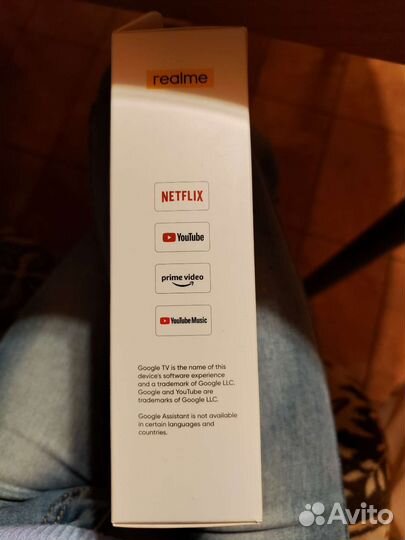 realme
NETFLIX
YouTube
prime video
YouTube Music
Google TV is the name of this
device's software experience
and a trademark of Google LLC.
Google and YouTube are
trademarks of Google LLC.
Google Assistant is not available
in certain languages and
countries.
Avito